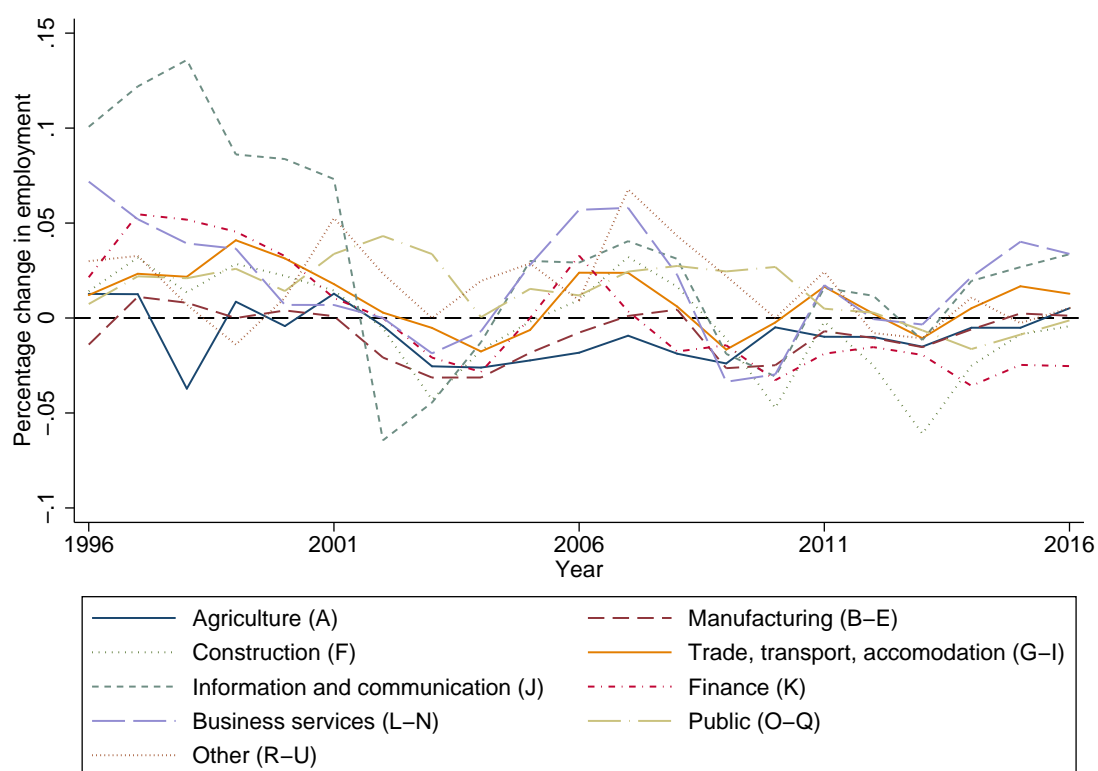 .15
.1
.05
0
−.05
−.1
Percentage change in employment
1996
2001
2006
2011
2016
Year
Agriculture (A)
Manufacturing (B−E)
Construction (F)
Trade, transport, accomodation (G−I)
Information and communication (J)
Finance (K)
Business services (L−N)
Public (O−Q)
Other (R−U)